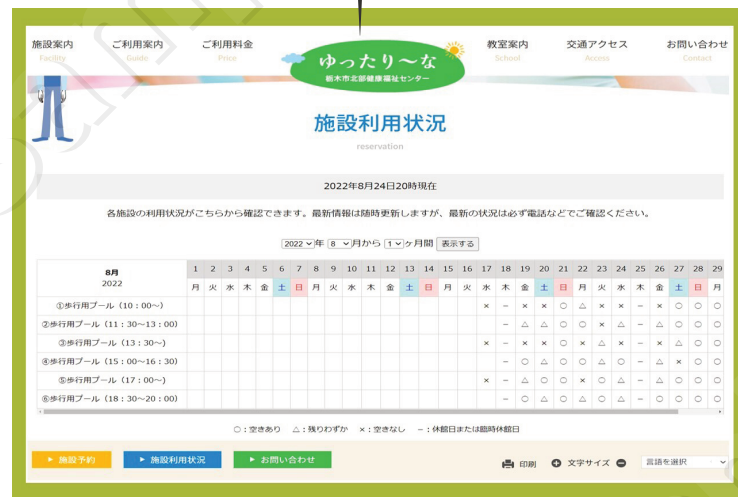 施設案内 ご利用案内 ご利用料金 教室案内 交通アクセス お問い合わせ
Facility Guide Price School Access Contact
ゆったり～な
栃木市北部健康福祉センター
施設利用状況
reservation
2022年8月24日20時現在
各施設の利用状況がこちらから確認できます。最新情報は随時更新しますが、最新の状況は必ず電話などでご確認ください。
2022 年 8 月から 1 ヶ月間 表示する
8月 1 2 3 4 5 6 7 8 9 10 11 12 13 14 15 16 17 18 19 20 21 22 23 24 25 26 27 28 29
2022 月 火 水 木 金 土 日 月 火 水 木 金 土 日 月 火 水 木 金 土 日 月 火 水 木 金 土 日 月
①歩行用プール（10：00～） × － × × ○ △ × × － × ○ ○ ○
②歩行用プール（11：30～13：00） － △ △ ○ ○ × △ － △ ○ ○ ○
③歩行用プール（13：30～） × － × × ○ × △ × － × △ ○ ○
④歩行用プール（15：00～16：30） － ○ △ ○ ○ △ ○ － △ × ○ ○
⑤歩行用プール（17：00～） × － △ ○ ○ × ○ △ － △ ○ ○ ○
⑥歩行用プール（18：30～20：00） － ○ △ ○ △ ○ △ － ○ ○ ○ ○
○：空きあり △：残りわずか ×：空きなし －：休館日または臨時休館日
施設予約 施設利用状況 お問い合わせ 印刷 文字サイズ 言語を選択